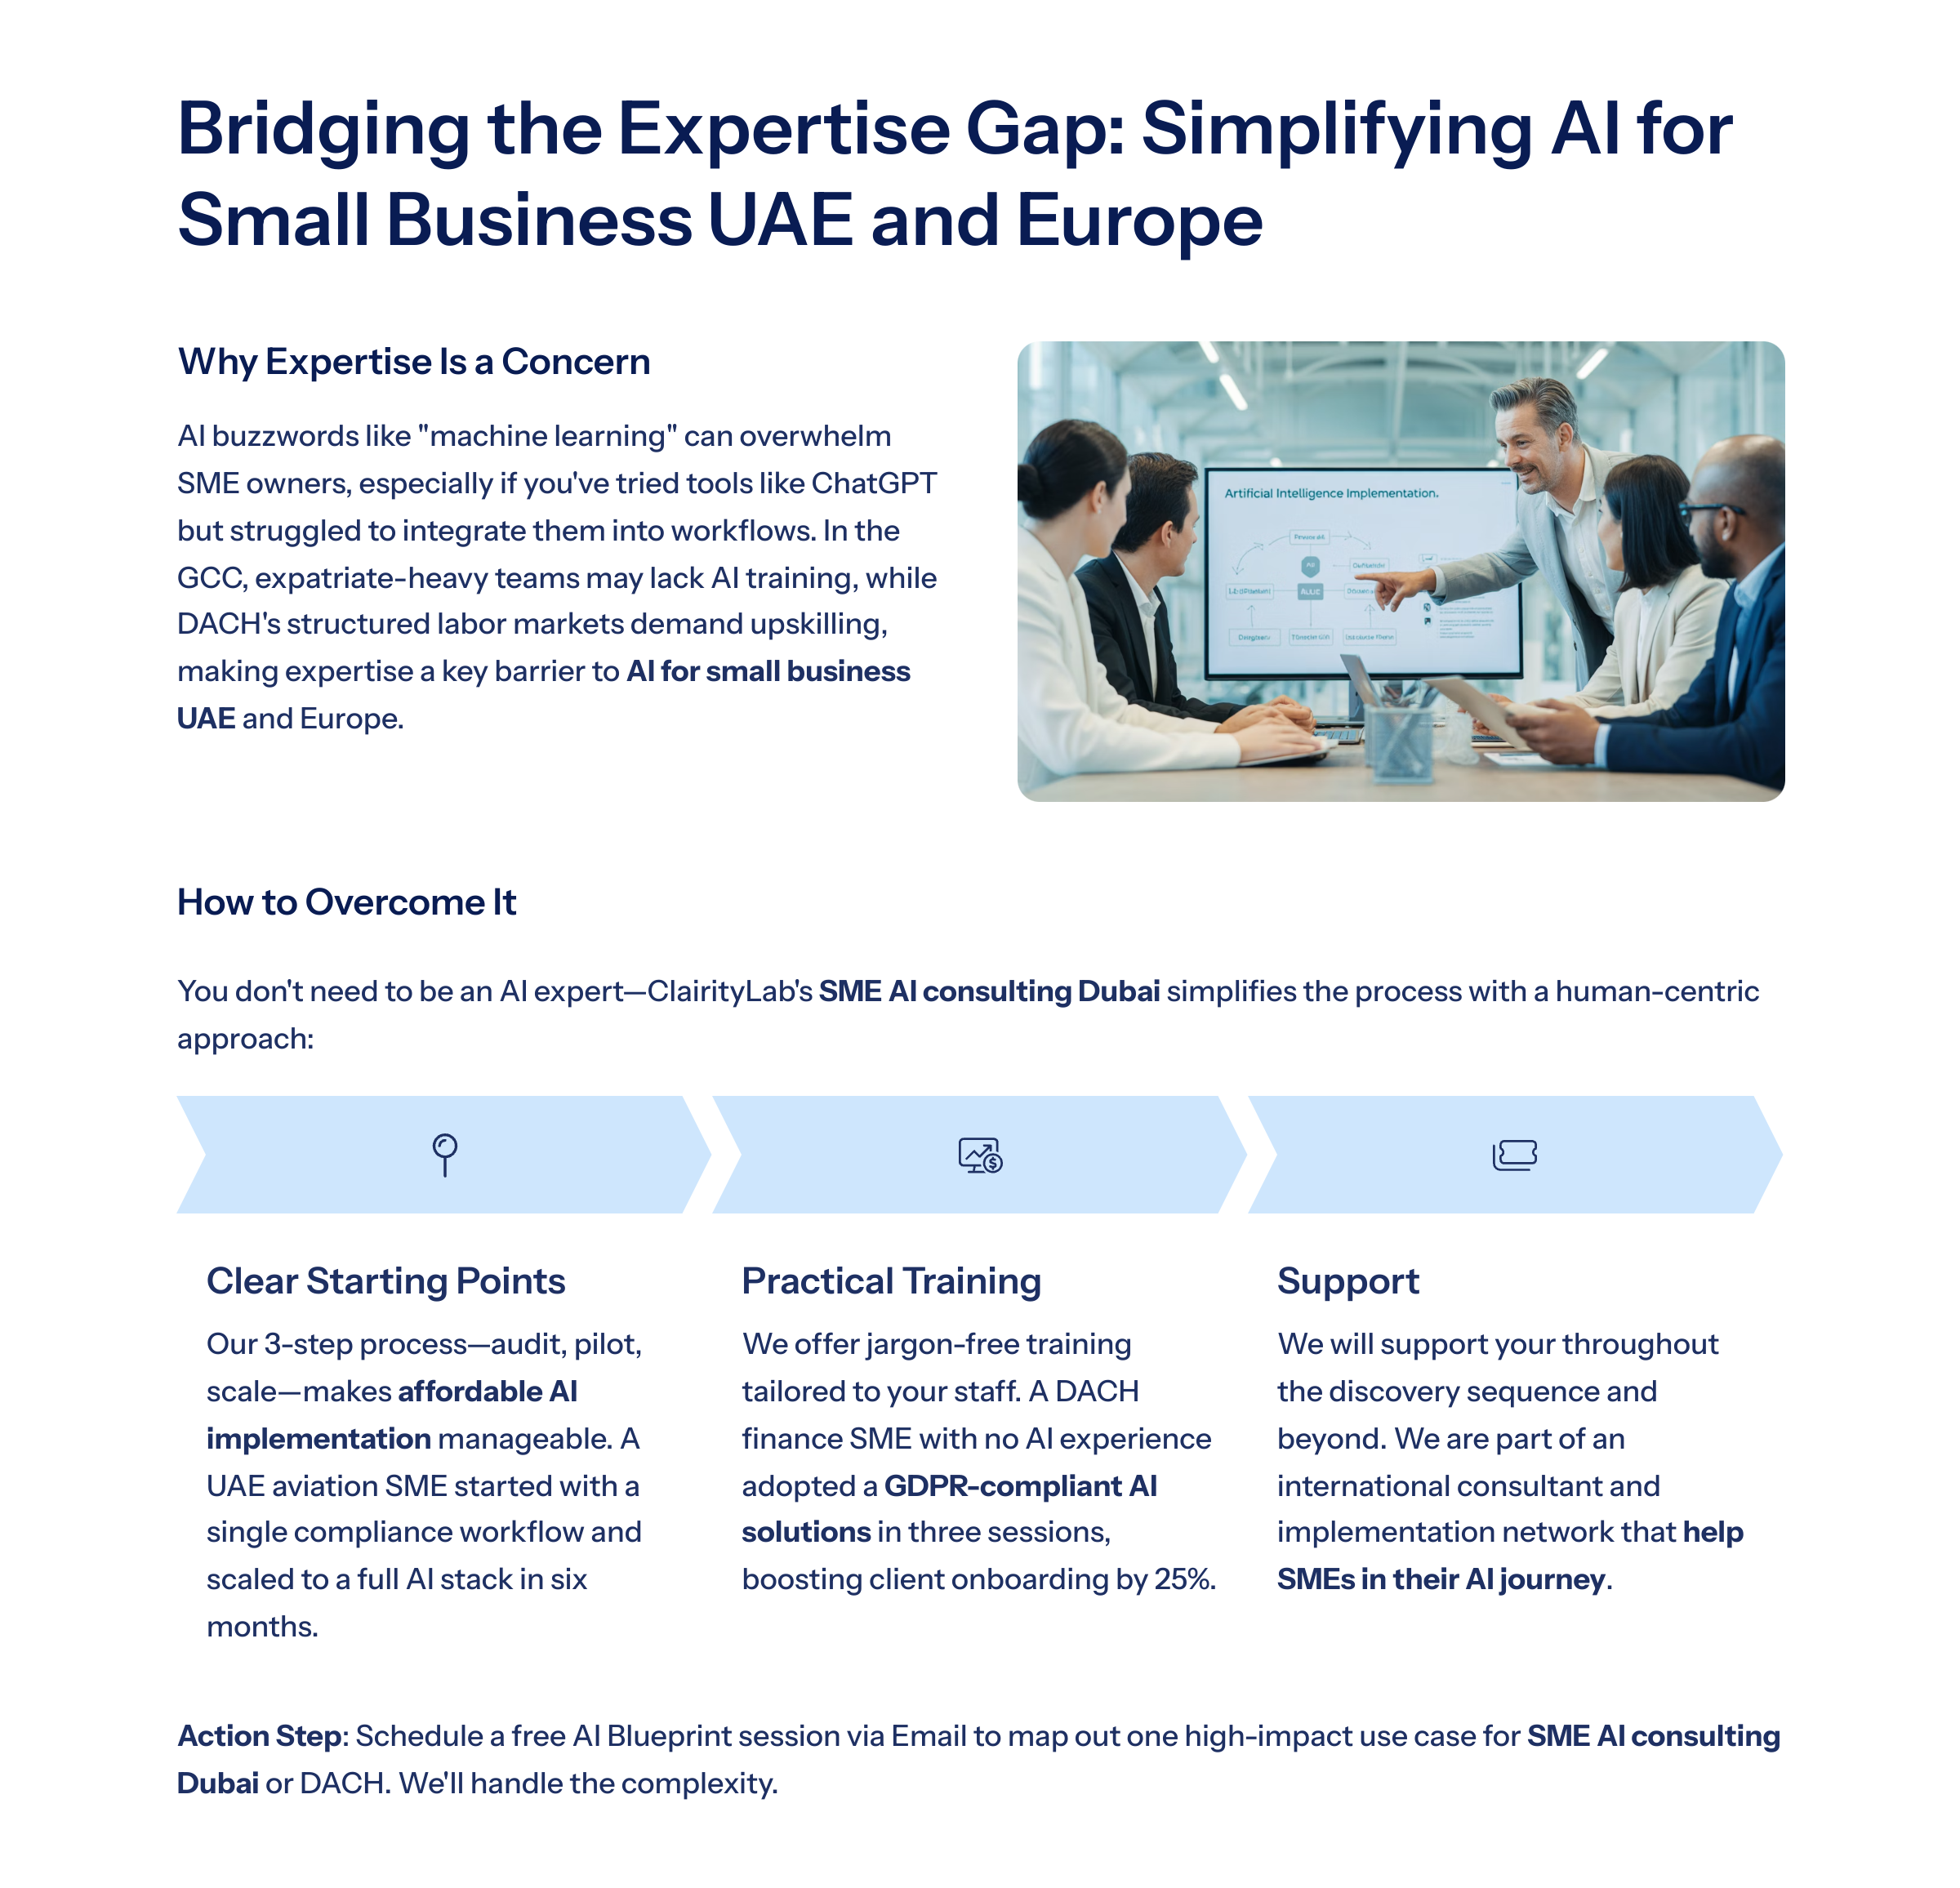 Bridging the Expertise Gap: Simplifying AI for
Small Business UAE and Europe
Why Expertise Is a Concern
AI buzzwords like "machine learning" can overwhelm
SME owners, especially if you've tried tools like ChatGPT
but struggled to integrate them into workflows. In the
GCC, expatriate-heavy teams may lack AI training, while
DACH's structured labor markets demand upskilling,
making expertise a key barrier to AI for small business
UAE and Europe.
Artificial Intelligence Implementation.
How to Overcome It
You don't need to be an AI expert—ClairityLab's SME AI consulting Dubai simplifies the process with a human-centric
approach:
Clear Starting Points
Our 3-step process—audit, pilot,
scale—makes affordable AI
implementation manageable. A
UAE aviation SME started with a
single compliance workflow and
scaled to a full AI stack in six
months.
Practical Training
We offer jargon-free training
tailored to your staff. A DACH
finance SME with no AI experience
adopted a GDPR-compliant AI
solutions in three sessions,
boosting client onboarding by 25%.
Support
We will support your throughout
the discovery sequence and
beyond. We are part of an
international consultant and
implementation network that help
SMEs in their AI journey.
Action Step: Schedule a free AI Blueprint session via Email to map out one high-impact use case for SME AI consulting
Dubai or DACH. We'll handle the complexity.